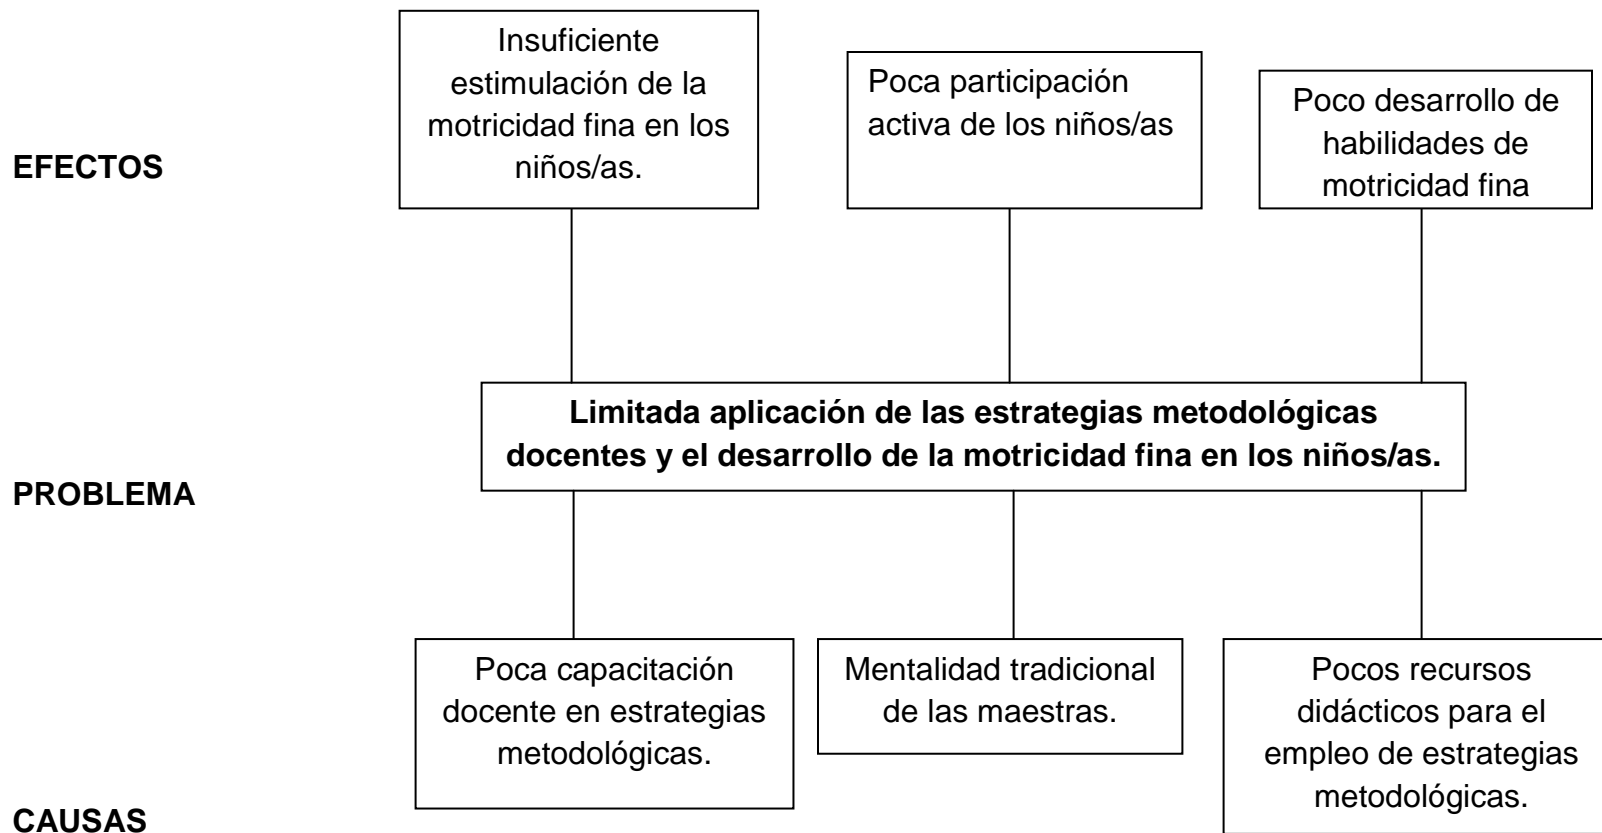 Insuficiente
estimulación de la
motricidad fina en los
niños/as.
Poca participación
activa de los niños/as
Poco desarrollo de
habilidades de
motricidad fina
EFECTOS
Limitada aplicación de las estrategias metodológicas
docentes y el desarrollo de la motricidad fina en los niños/as.
PROBLEMA
Poca capacitación
docente en estrategias
metodológicas.
Mentalidad tradicional
de las maestras.
Pocos recursos
didácticos para el
empleo de estrategias
metodológicas.
CAUSAS